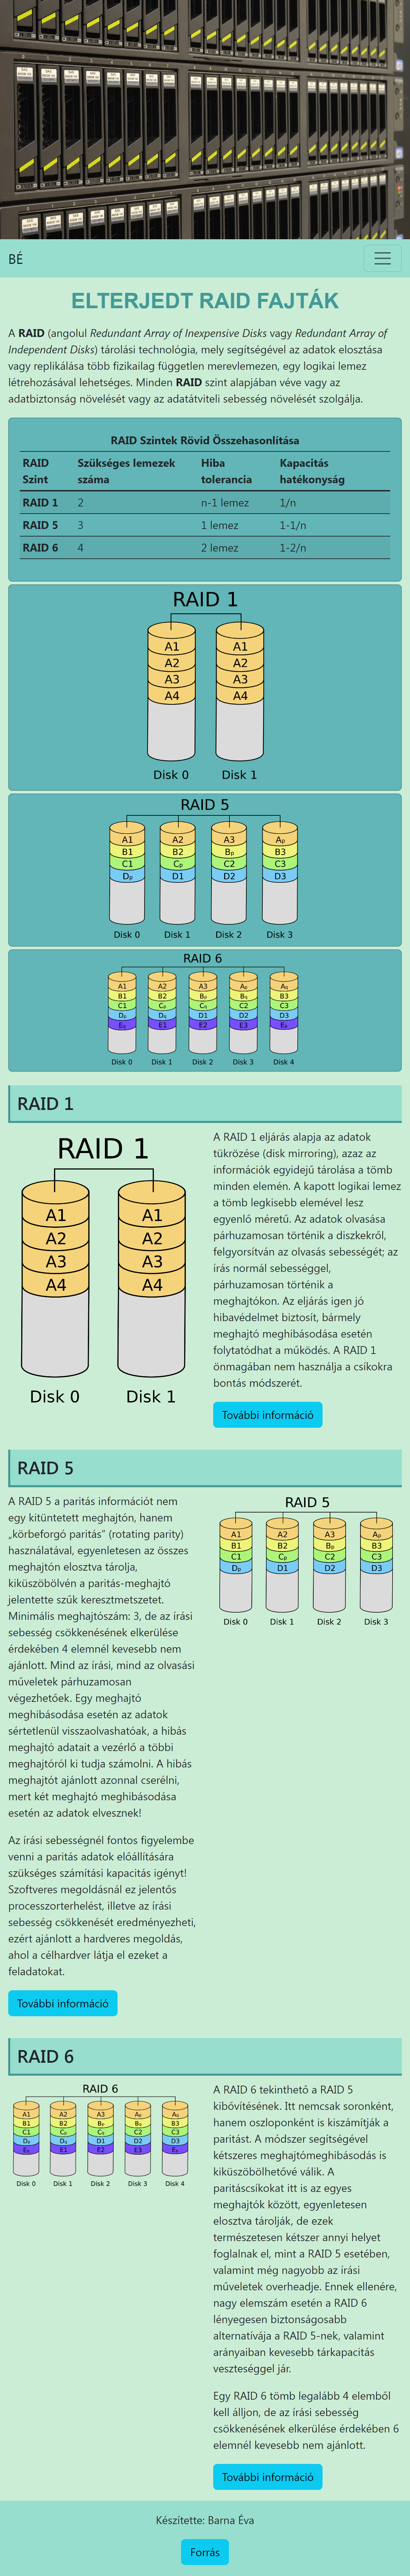 BÉ
ELTERJEDT RAID FAJTÁK
A RAID (angolul Redundant Array of Inexpensive Disks vagy Redundant Array of
Independent Disks) tárolási technológia, mely segítségével az adatok elosztása
vagy replikálása több fizikailag független merevlemezen, egy logikai lemez
létrehozásával lehetséges. Minden RAID szint alapjában véve vagy az
adatbiztonság növelését vagy az adatátviteli sebesség növelését szolgálja.
RAID Szintek Rövid Összehasonlítása
RAID Szint Szükséges lemezek száma Hiba tolerancia Kapacitás hatékonyság
RAID 1 2 n-1 lemez 1/n
RAID 5 3 1 lemez 1-1/n
RAID 6 4 2 lemez 1-2/n
RAID 1
A1 A1
A2 A2
A3 A3
A4 A4
Disk 0 Disk 1
RAID 5
A1 A2 A3 Ap
B1 B2 Bp B3
C1 Cp C2 C3
Dp D1 D2 D3
Disk 0 Disk 1 Disk 2 Disk 3
RAID 6
A1 A2 A3 Ap Aq
B1 B2 Bp Bq B3
C1 Cp Cq C2 C3
Dp Dq D1 D2 D3
Eq E1 E2 E3 Ep
Disk 0 Disk 1 Disk 2 Disk 3 Disk 4
RAID 1
RAID 1
A1 A1
A2 A2
A3 A3
A4 A4
Disk 0 Disk 1
A RAID 1 eljárás alapja az adatok
tükrözése (disk mirroring), azaz az
információk egyidejű tárolása a tömb
minden elemén. A kapott logikai lemez
a tömb legkisebb elemével lesz
egyenlő méretű. Az adatok olvasása
párhuzamosan történik a diszkekről,
felgyorsítván az olvasás sebességét; az
írás normál sebességgel,
párhuzamosan történik a
meghajtókon. Az eljárás igen jó
hibavédelmet biztosít, bármely
meghajtó meghibásodása esetén
folytatódhat a működés. A RAID 1
önmagában nem használja a csíkokra
bontás módszerét.
További információ
RAID 5
A RAID 5 a paritás információt nem
egy kitüntetett meghajtón, hanem
„körbeforgó paritás” (rotating parity)
használatával, egyenletesen az összes
meghajtón elosztva tárolja,
kiküszöbölvén a paritás-meghajtó
jelentette szűk keresztmetszetet.
Minimális meghajtószám: 3, de az írási
sebesség csökkenésének elkerülése
érdekében 4 elemnél kevesebb nem
ajánlott. Mind az írási, mind az olvasási
műveletek párhuzamosan
végezhetőek. Egy meghajtó
meghibásodása esetén az adatok
sértetlenül visszaolvashatóak, a hibás
meghajtó adatait a vezérlő a többi
meghajtóról ki tudja számolni. A hibás
meghajtót ajánlott azonnal cserélni,
mert két meghajtó meghibásodása
esetén az adatok elvesznek!
Az írási sebességnél fontos figyelembe
venni a paritás adatok előállítására
szükséges számítási kapacitás igényt!
Szoftveres megoldásnál ez jelentős
processzorterhelést, illetve az írási
sebesség csökkenését eredményezheti,
ezért ajánlott a hardveres megoldás,
ahol a célhardver látja el ezeket a
feladatokat.
További információ
RAID 5
A1 A2 A3 Ap
B1 B2 Bp B3
C1 Cp C2 C3
Dp D1 D2 D3
Disk 0 Disk 1 Disk 2 Disk 3
RAID 6
RAID 6
A1 A2 A3 Ap Aq
B1 B2 Bp Bq B3
C1 Cp Cq C2 C3
Dp Dq D1 D2 D3
Eq E1 E2 E3 Ep
Disk 0 Disk 1 Disk 2 Disk 3 Disk 4
A RAID 6 tekinthető a RAID 5
kibővítésének. Itt nemcsak soronként,
hanem oszloponként is kiszámítják a
paritást. A módszer segítségével
kétszeres meghajtómeghibásodás is
kiküszöbölhetővé válik. A
paritáscsíkokat itt is az egyes
meghajtók között, egyenletesen
elosztva tárolják, de ezek
természetesen kétszer annyi helyet
foglalnak el, mint a RAID 5 esetében,
valamint még nagyobb az írási
műveletek overheadje. Ennek ellenére,
nagy elemszám esetén a RAID 6
lényegesen biztonságosabb
alternatívája a RAID 5-nek, valamint
arányaiban kevesebb tárkapacitás
veszteséggel jár.
Egy RAID 6 tömb legalább 4 elemből
kell álljon, de az írási sebesség
csökkenésének elkerülése érdekében 6
elemnél kevesebb nem ajánlott.
További információ
Készítette: Barna Éva
Forrás